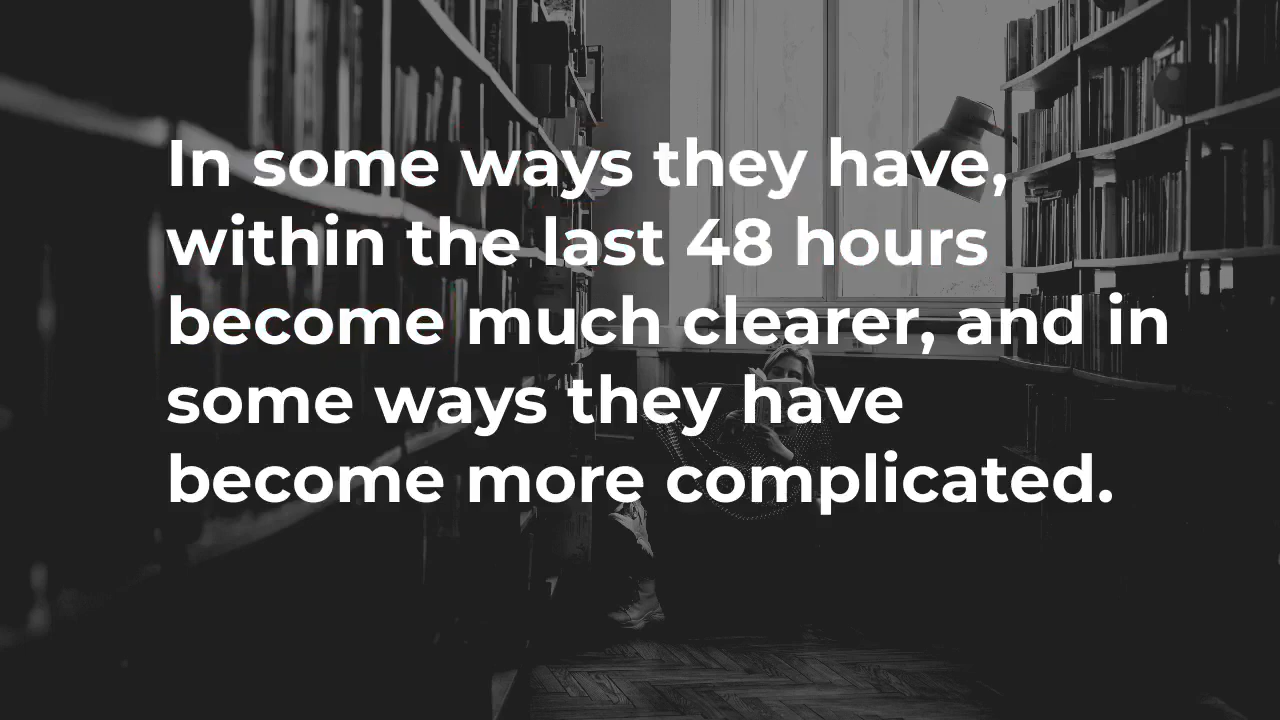 In some ways they have,
within the last 48 hours
become much clearer, and in
some ways they have
become more complicated.